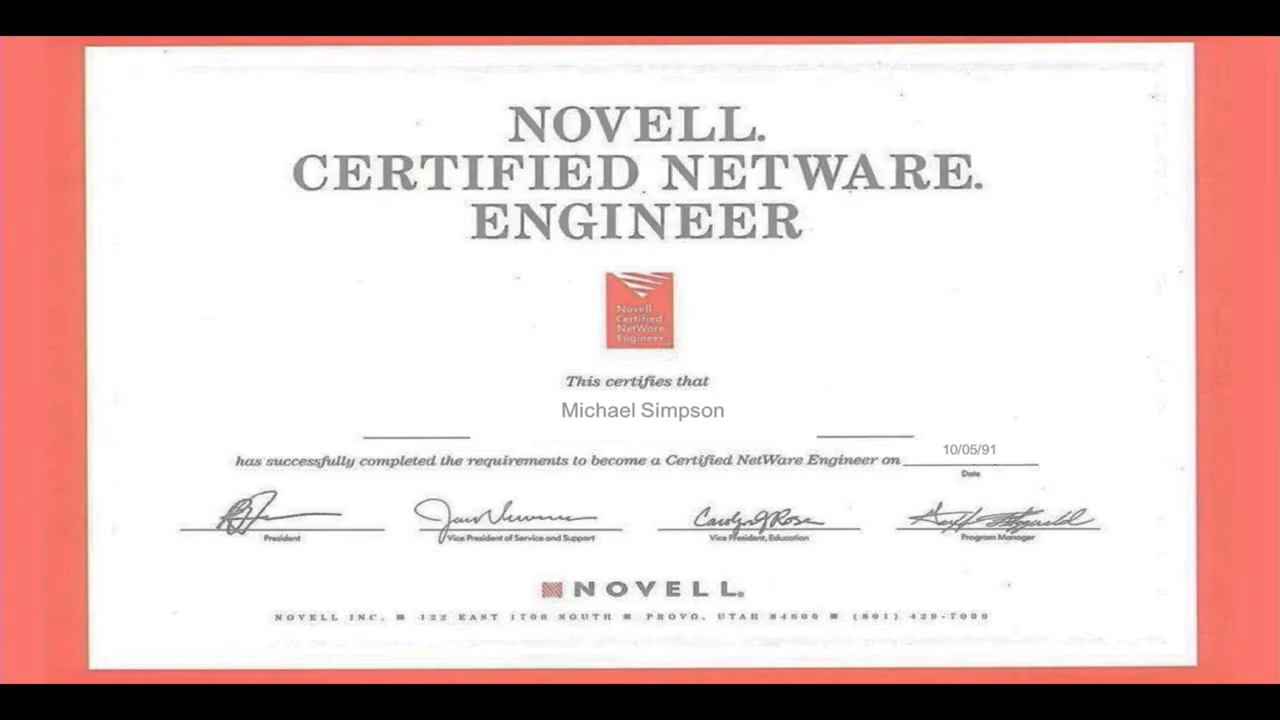 NOVELL.
CERTIFIED NETWARE.
ENGINEER
Novell
Certified
NetWare
Engineer
This certifies that
Michael Simpson
has successfully completed the requirements to become a Certified NetWare Engineer on 10/05/91
Date
Carolyn J Rose
President
Vice President of Service and Support
Vice President, Education
Program Manager
NOVELL.
NOVELL INC. ■ 122 EAST 1700 SOUTH ■ PROVO, UTAH 84606 ■ (801) 429-7000